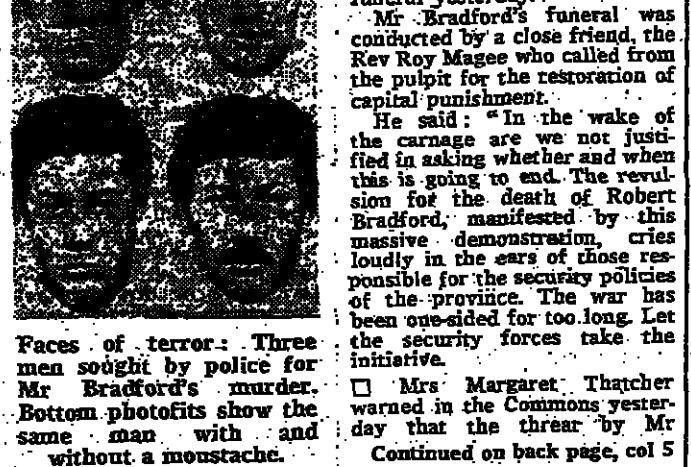 Faces of terror: Three
men sought by police for
Mr Bradford's murder.
Bottom photofits show the
same man with and
without a moustache.
Mr Bradford's funeral was
conducted by a close friend, the
Rev Roy Magee who called from
the pulpit for the restoration of
capital punishment.
He said: "In the wake of
the carnage are we not justi-
fied in asking whether and when
this is going to end. The revul-
sion for the death of Robert
Bradford, manifested by this
massive demonstration, cries
loudly in the ears of those res-
ponsible for the security policies
of the province. The war has
been one-sided for too long. Let
the security forces take the
initiative.
□ Mrs Margaret Thatcher
warned in the Commons yester-
day that the threat by Mr
Continued on back page, col 5